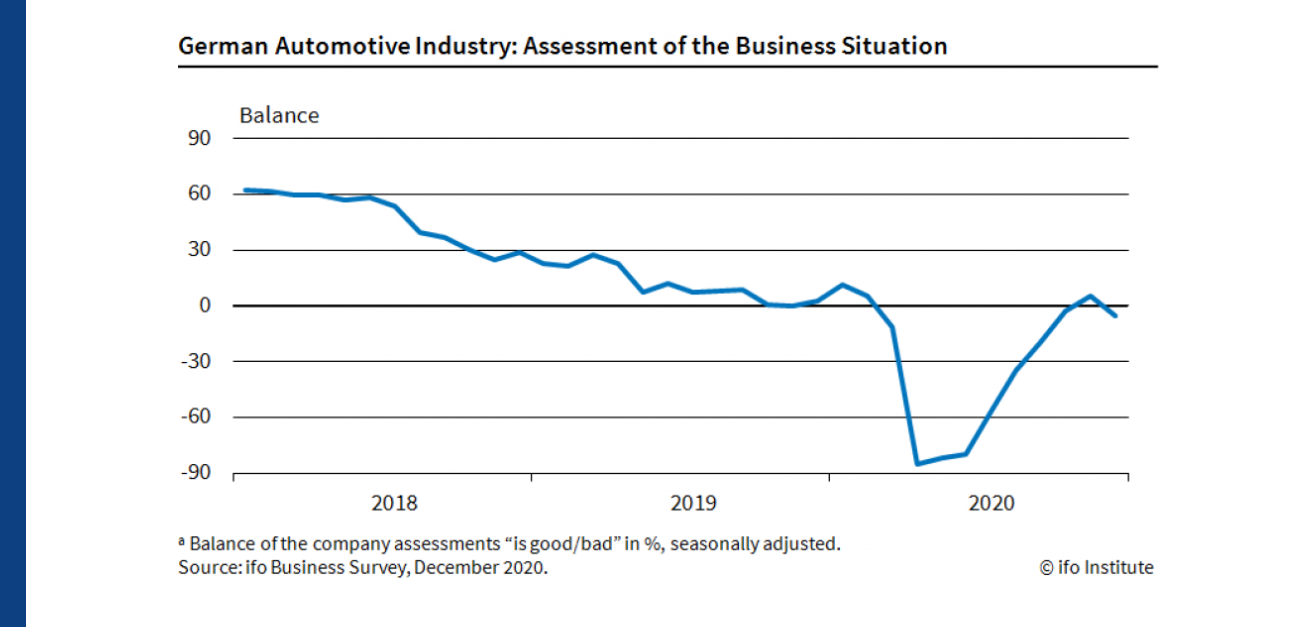 German Automotive Industry: Assessment of the Business Situation
Balance
90
60
30
0
-30
-60
-90
2018 2019 2020
ª Balance of the company assessments “is good/bad” in %, seasonally adjusted.
Source: ifo Business Survey, December 2020. © ifo Institute